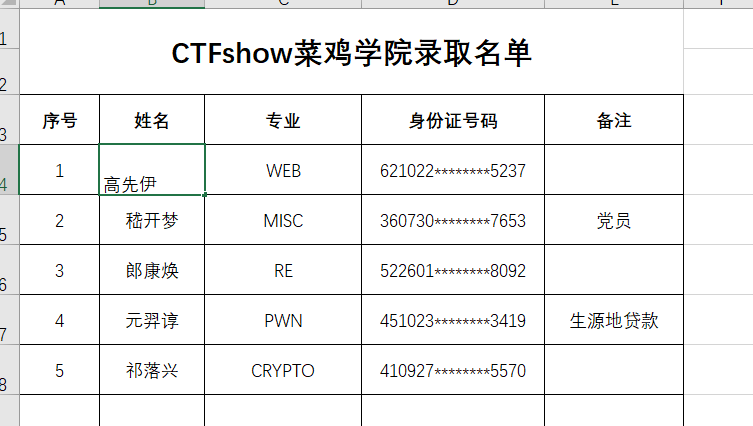 A B C D E F
1
CTFshow菜鸡学院录取名单
2
3 序号 姓名 专业 身份证号码 备注
4 1 高先伊 WEB 621022********5237
5 2 嵇开梦 MISC 360730********7653 党员
6 3 郎康焕 RE 522601********8092
7 4 元羿谆 PWN 451023********3419 生源地贷款
8 5 祁落兴 CRYPTO 410927********5570